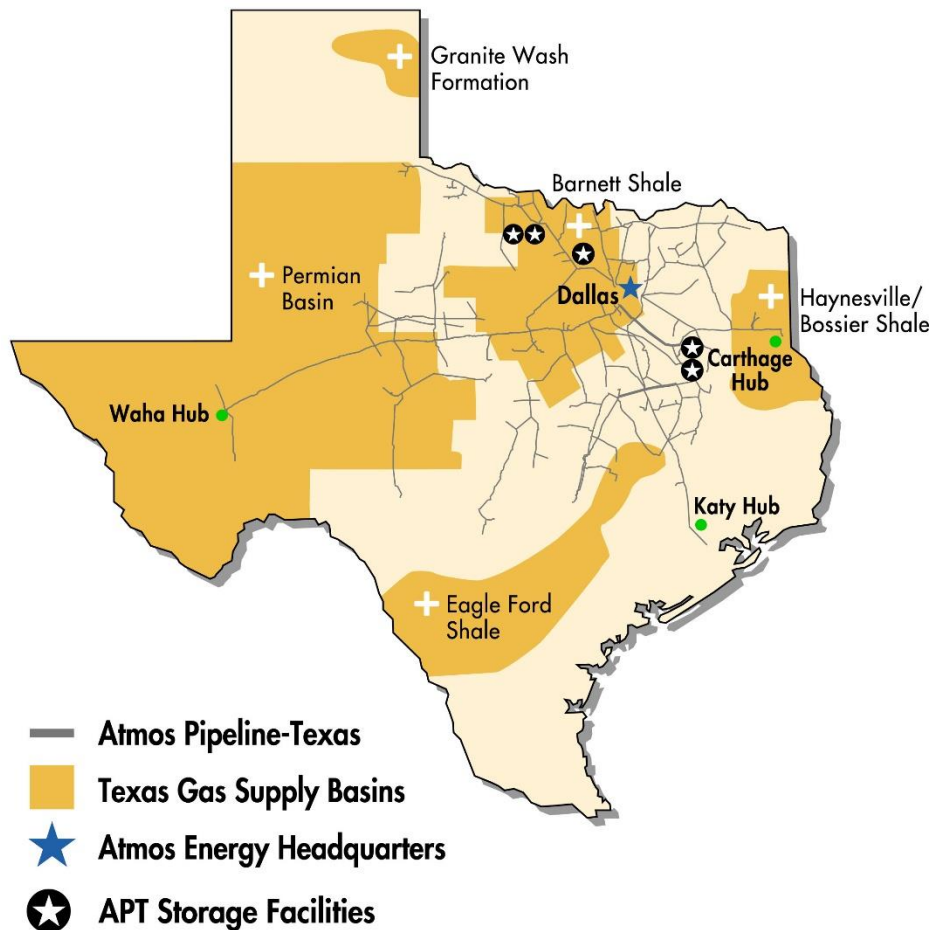 Granite Wash
Formation
Barnett Shale
Permian
Basin
Dallas
Haynesville/
Bossier Shale
Carthage
Hub
Waha Hub
Katy Hub
Eagle Ford
Shale
Atmos Pipeline-Texas
Texas Gas Supply Basins
Atmos Energy Headquarters
APT Storage Facilities